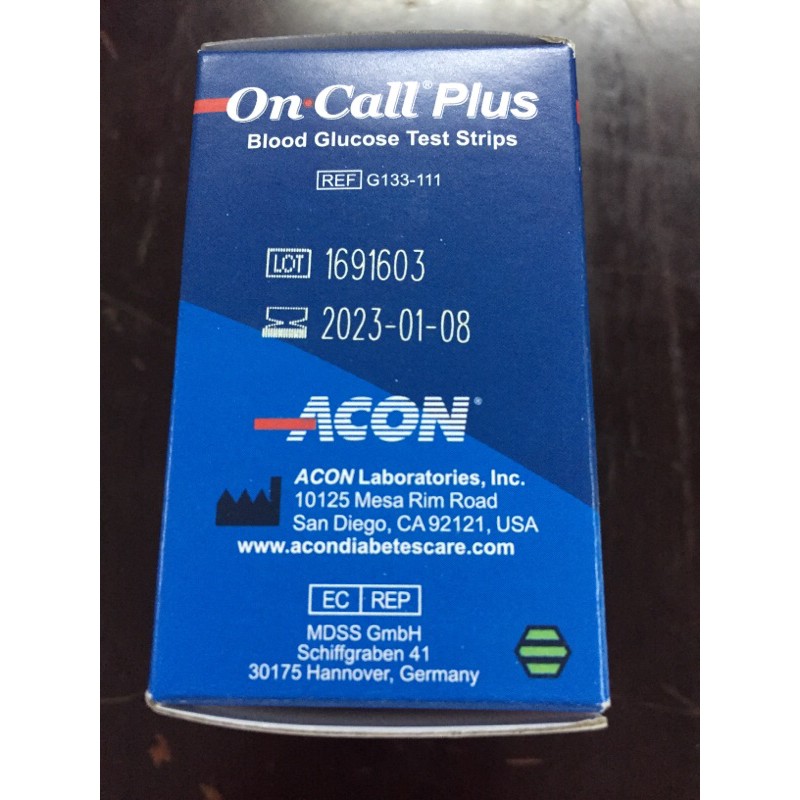 On·Call® Plus
Blood Glucose Test Strips
REF G133-111
LOT 1691603
2023-01-08
ACON®
ACON Laboratories, Inc.
10125 Mesa Rim Road
San Diego, CA 92121, USA
www.acondiabetescare.com
EC REP
MDSS GmbH
Schiffgraben 41
30175 Hannover, Germany